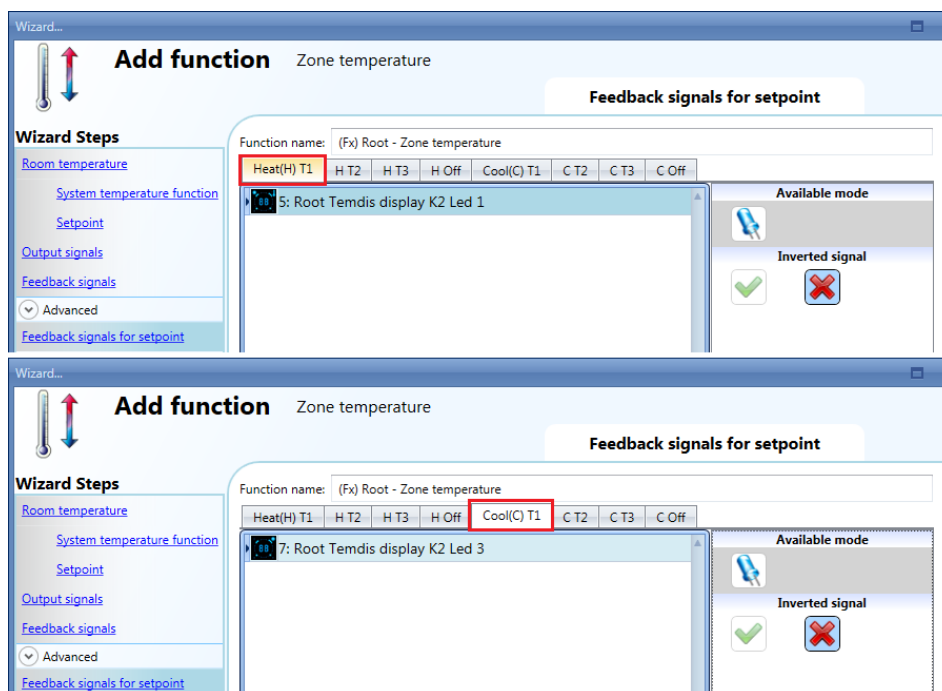 Wizard...
Add function Zone temperature
Feedback signals for setpoint
Wizard Steps
Function name: (Fx) Root - Zone temperature
Room temperature
Heat(H) T1 H T2 H T3 H Off Cool(C) T1 C T2 C T3 C Off
System temperature function
5: Root Temdis display K2 Led 1
Available mode
Setpoint
Output signals
Inverted signal
Feedback signals
Advanced
Feedback signals for setpoint
Wizard...
Add function Zone temperature
Feedback signals for setpoint
Wizard Steps
Function name: (Fx) Root - Zone temperature
Room temperature
Heat(H) T1 H T2 H T3 H Off Cool(C) T1 C T2 C T3 C Off
System temperature function
7: Root Temdis display K2 Led 3
Available mode
Setpoint
Output signals
Inverted signal
Feedback signals
Advanced
Feedback signals for setpoint